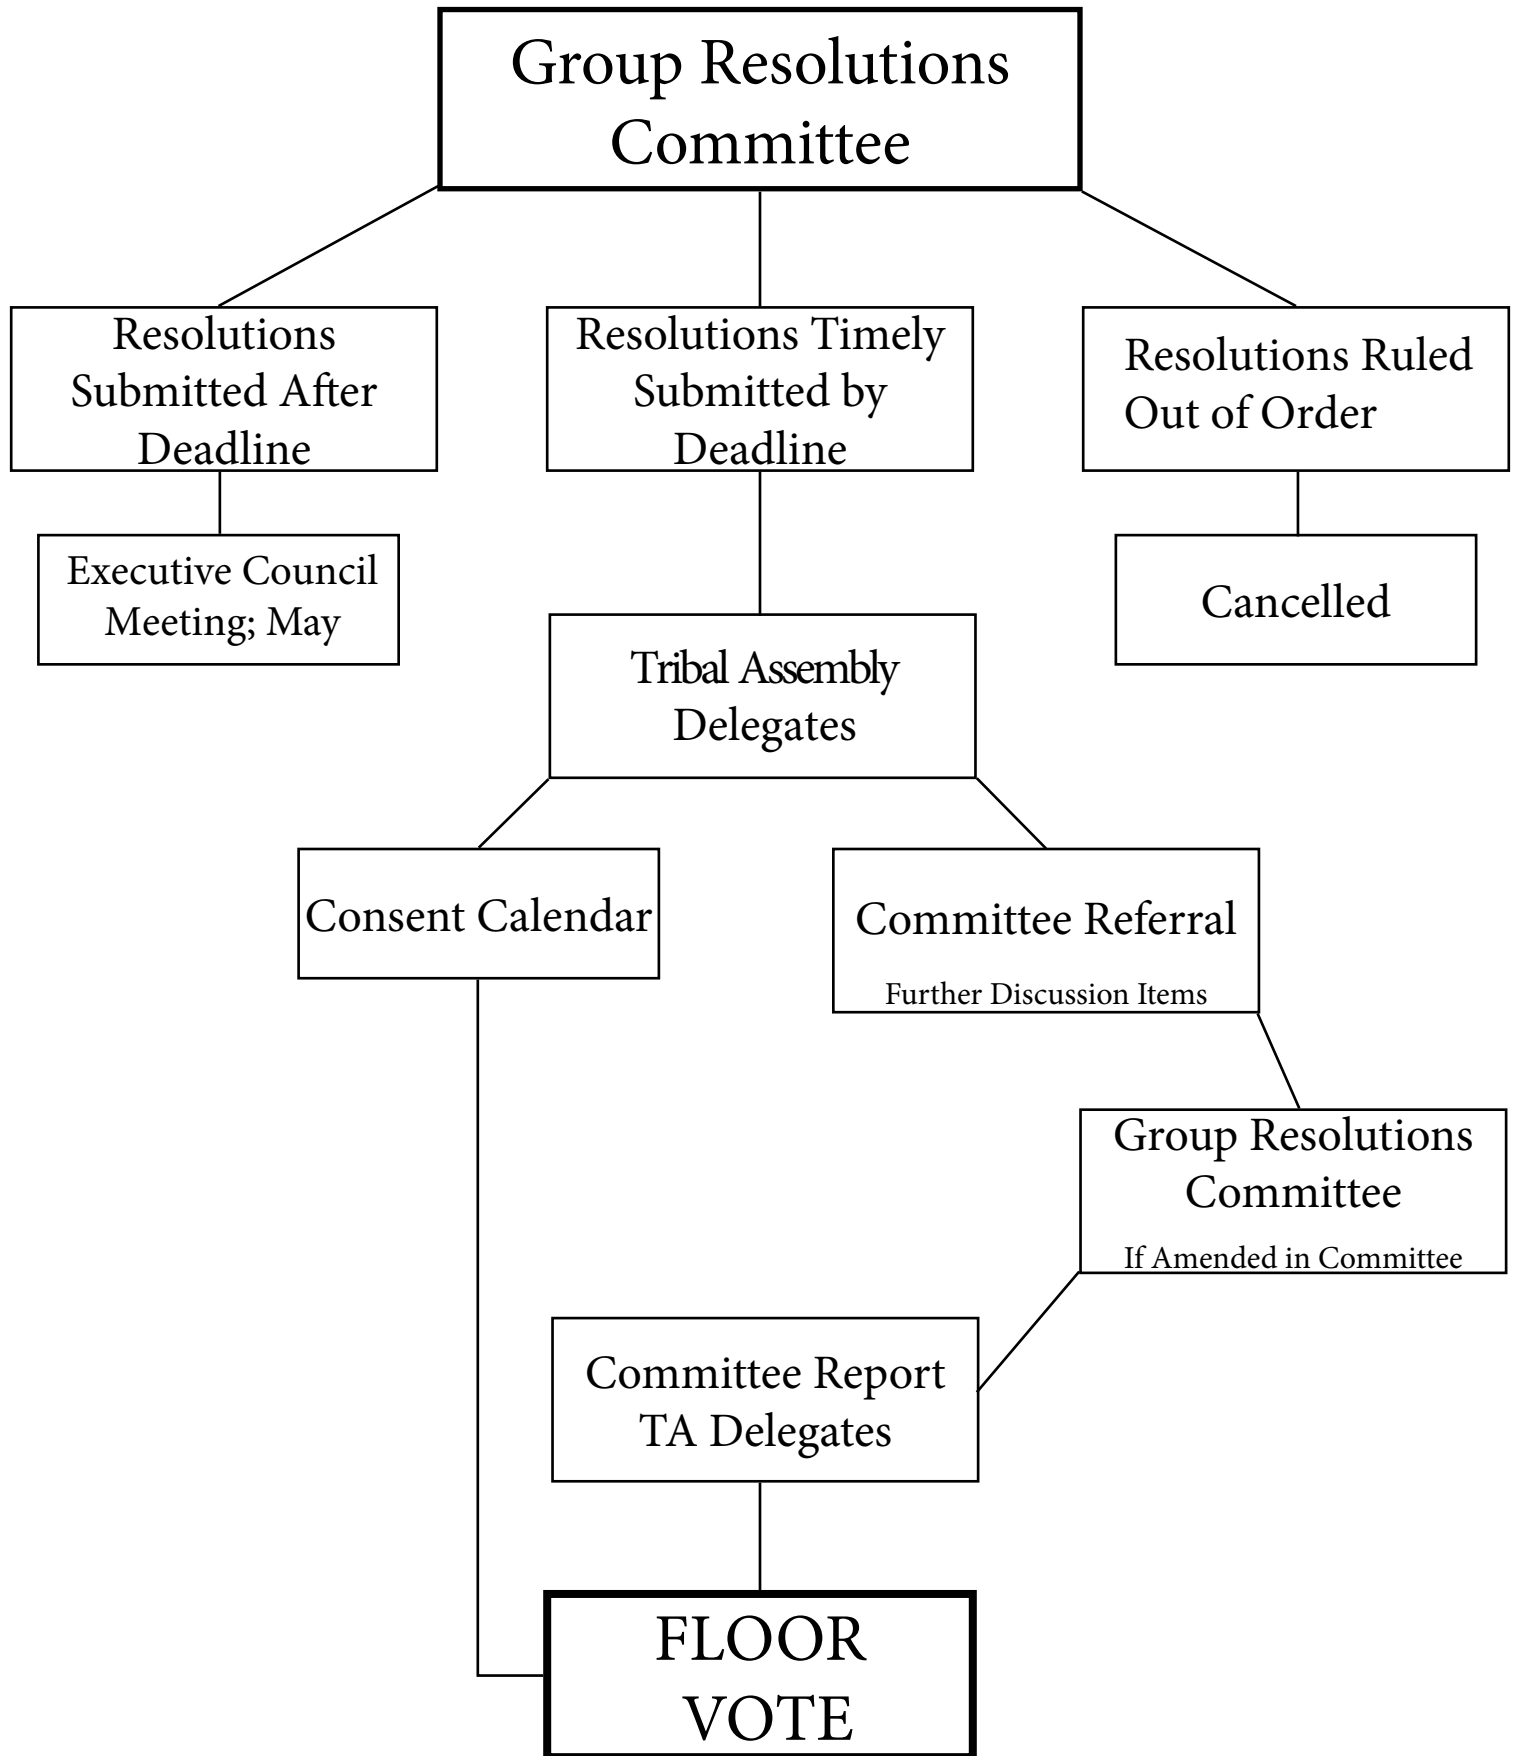 Group Resolutions
Committee
Resolutions
Submitted After
Deadline
Resolutions Timely
Submitted by
Deadline
Resolutions Ruled
Out of Order
Executive Council
Meeting; May
Cancelled
Tribal Assembly
Delegates
Consent Calendar
Committee Referral
Further Discussion Items
Group Resolutions
Committee
If Amended in Committee
Committee Report
TA Delegates
FLOOR
VOTE